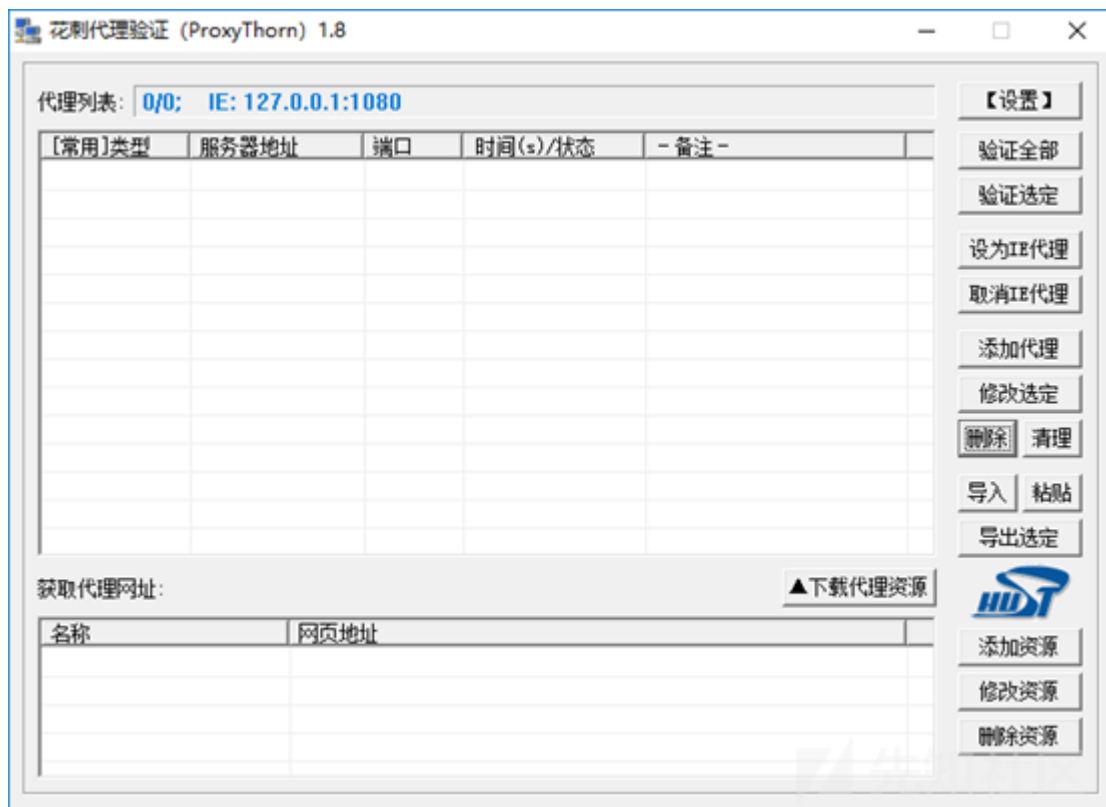 花刺代理验证 (ProxyThorn) 1.8
代理列表: 0/0; IE: 127.0.0.1:1080
【设置】
[常用]类型 服务器地址 端口 时间(s)/状态 -备注-
验证全部
验证选定
设为IE代理
取消IE代理
添加代理
修改选定
删除 清理
导入 粘贴
导出选定
获取代理网址:
▲下载代理资源
HUST
名称 网页地址
添加资源
修改资源
删除资源
先知社区